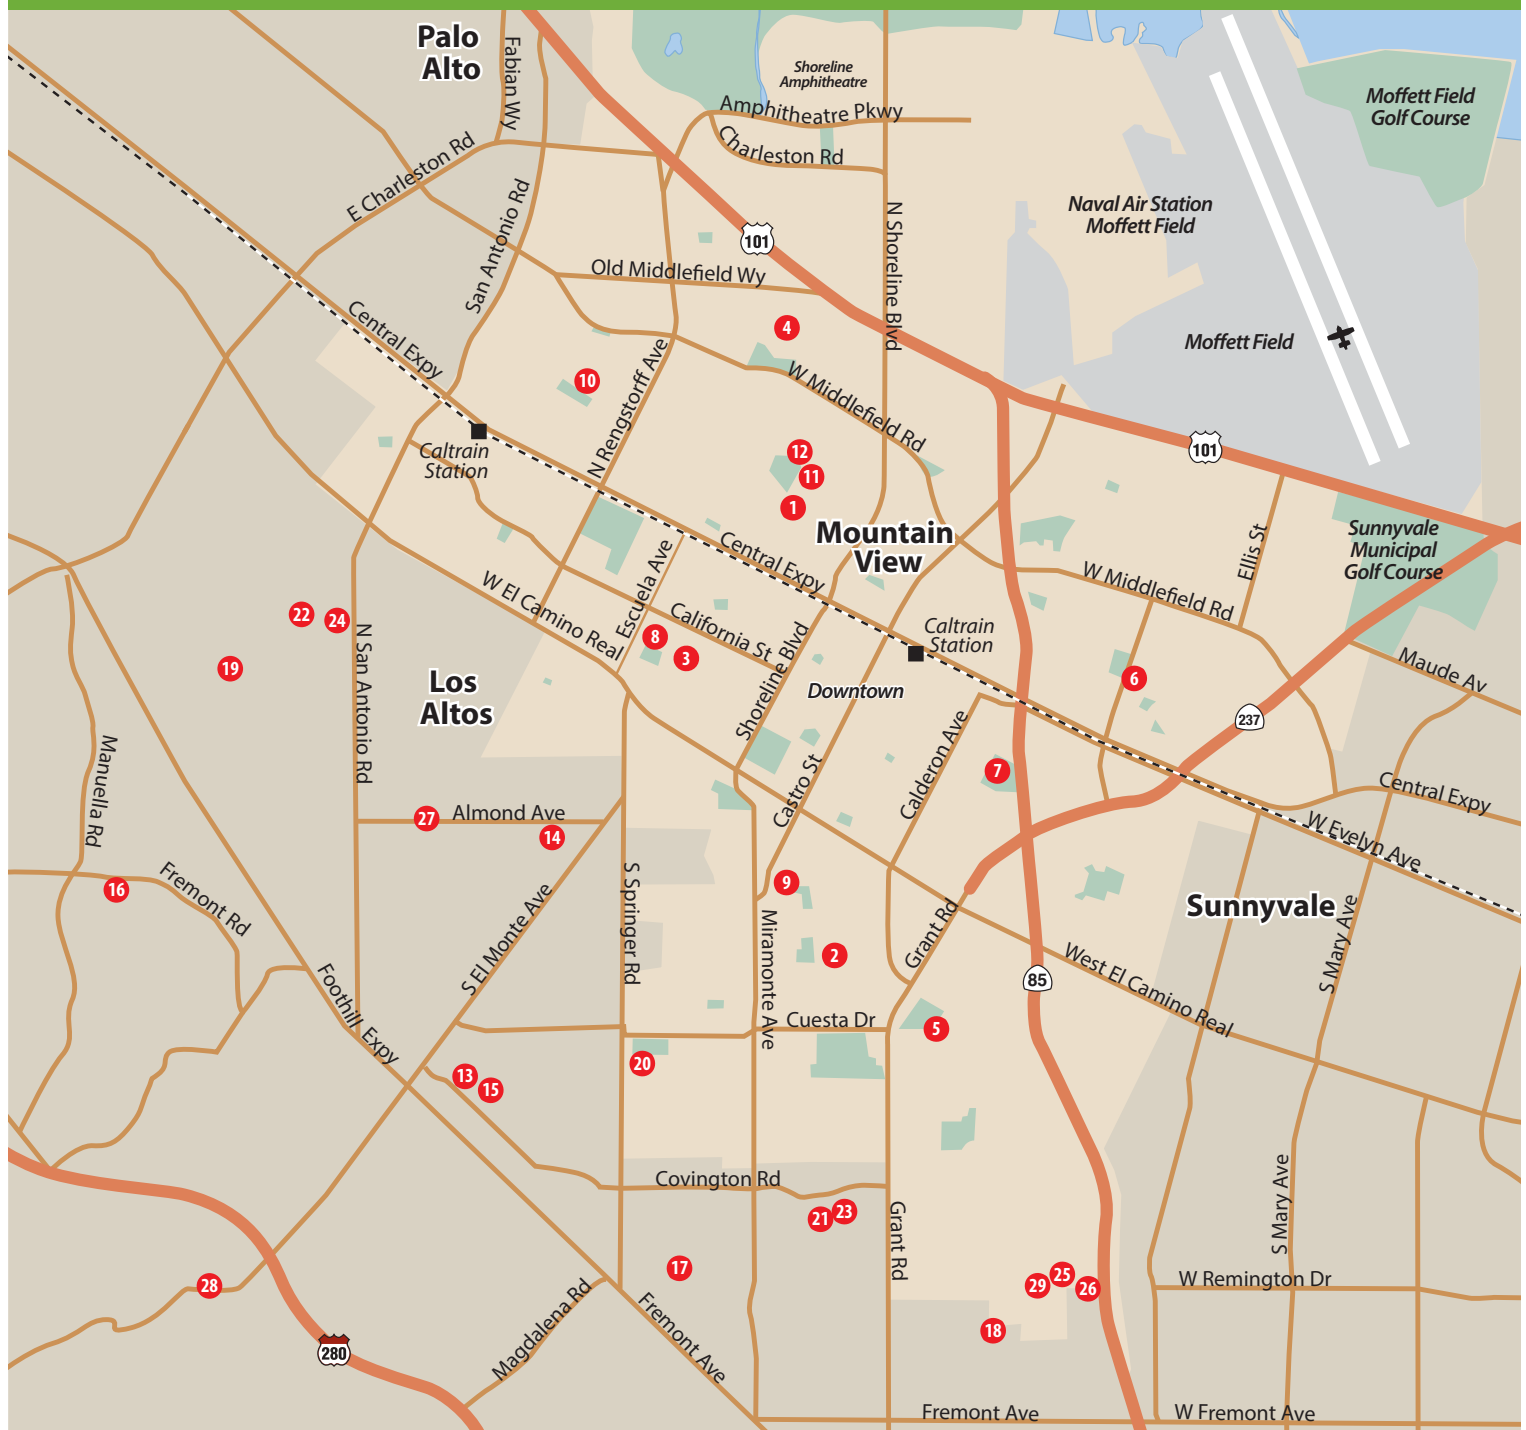 Palo
Alto
Fabian Wy
Shoreline
Amphitheatre
Moffett Field
Golf Course
Amphitheatre Pkwy
Charleston Rd
E Charleston Rd
San Antonio Rd
Naval Air Station
Moffett Field
101
N Shoreline Blvd
Old Middlefield Wy
Central Expy
4
Moffett Field
10
N Rengstorff Ave
W Middlefield Rd
Caltrain
Station
12
11
1
101
Mountain
View
Central Expy
Ellis St
Sunnyvale
Municipal
Golf Course
W El Camino Real
Escuela Ave
California St
W Middlefield Rd
22
24
8
3
Shoreline Blvd
Caltrain
Station
19
N San Antonio Rd
Los
Altos
Downtown
6
Maude Av
237
Manuella Rd
Castro St
Calderon Ave
7
Central Expy
27
Almond Ave
14
W Evelyn Ave
16
Fremont Rd
S El Monte Ave
S Springer Rd
9
Miramonte Ave
2
Grant Rd
Sunnyvale
S Mary Ave
85
West El Camino Real
Foothill Expy
Cuesta Dr
5
13
15
20
Covington Rd
21
23
Grant Rd
S Mary Ave
17
28
29
25
26
W Remington Dr
280
Magdalena Rd
Fremont Ave
18
Fremont Ave
W Fremont Ave